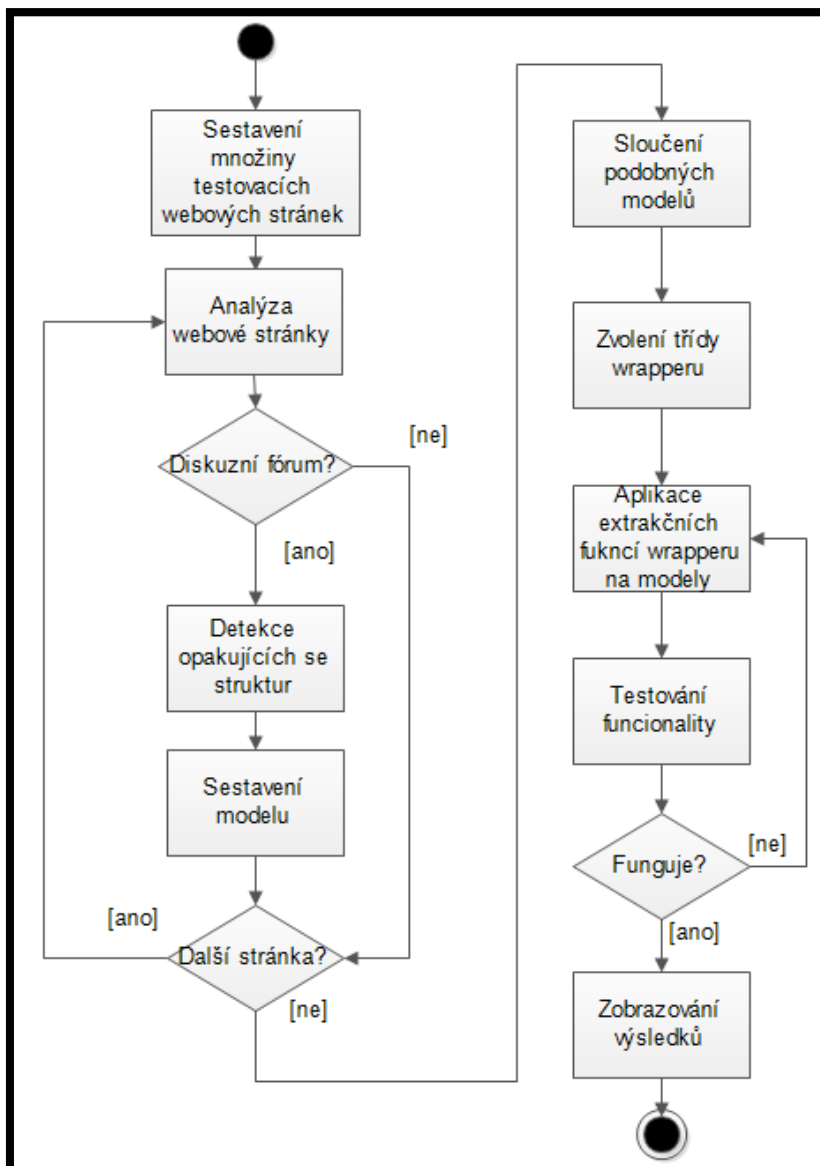 Sestavení
množiny
testovacích
webových stránek
Analýza
webové stránky
Diskuzní fórum?
[ne]
[ano]
Detekce
opakujících se
struktur
Sestavení
modelu
[ano]
Další stránka?
[ne]
Sloučení
podobných
modelů
Zvolení třídy
wrapperu
Aplikace
extrakčních
fukncí wrapperu
na modely
Testování
funcionality
Funguje?
[ne]
[ano]
Zobrazování
výsledků